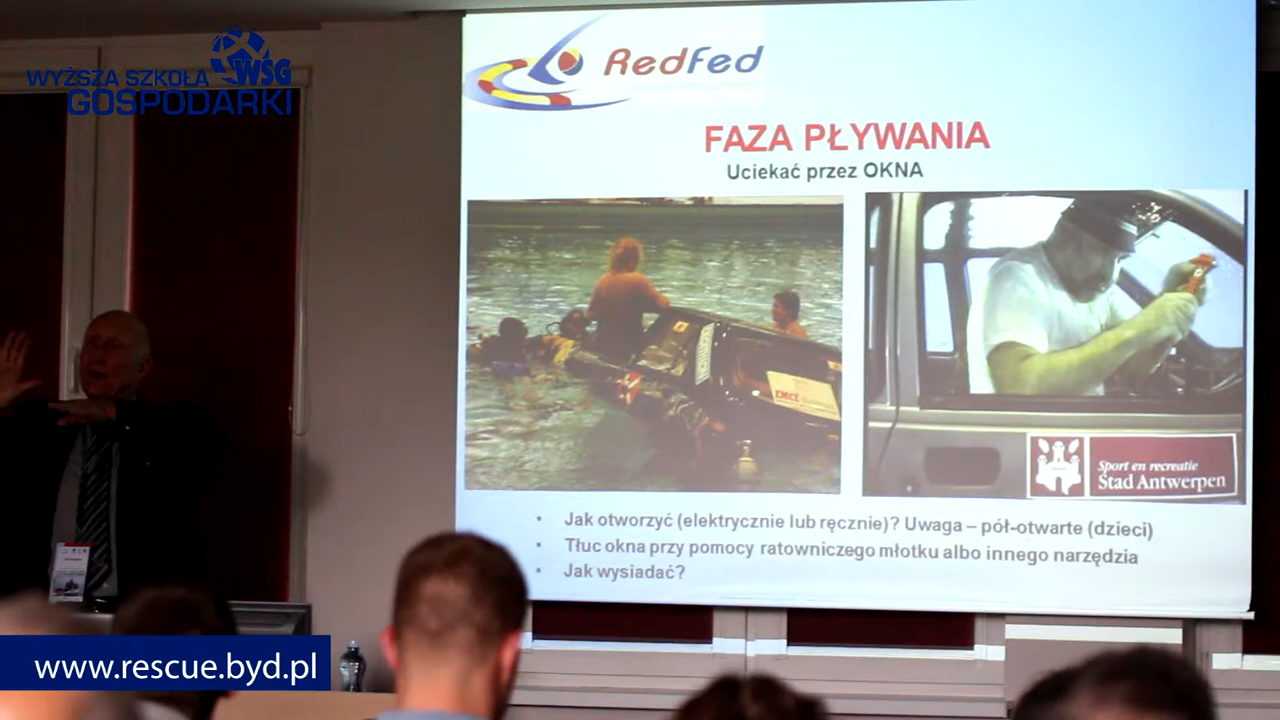 WYŻSZA SZKOŁA WSG
GOSPODARKI
RedFed
FAZA PŁYWANIA
Uciekać przez OKNA
Sport en recreatie
Stad Antwerpen
• Jak otworzyć (elektrycznie lub ręcznie)? Uwaga – pół-otwarte (dzieci)
• Tłuc okna przy pomocy ratowniczego młotku albo innego narzędzia
• Jak wysiadać?
www.rescue.byd.pl